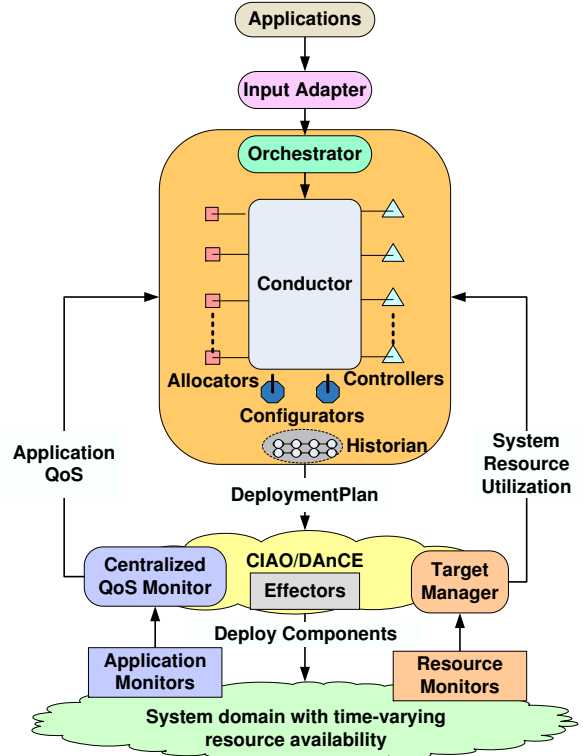 Applications
Input Adapter
Orchestrator
Conductor
Allocators
Controllers
Configurators
Historian
Application
QoS
System
Resource
Utilization
DeploymentPlan
CIAO/DAnCE
Centralized
QoS Monitor
Effectors
Target
Manager
Deploy Components
Application
Monitors
Resource
Monitors
System domain with time-varying
resource availability